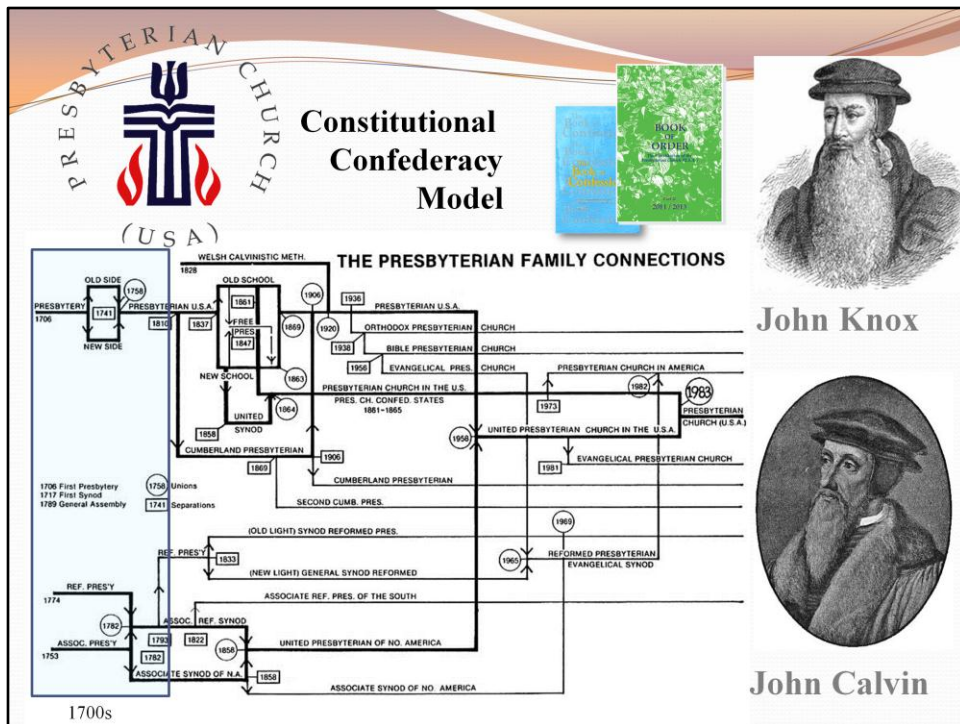 PRESBYTERIAN CHURCH
(USA)
Constitutional
Confederacy
Model
BOOK
OF
ORDER
2011 / 2013
John Knox
John Calvin
THE PRESBYTERIAN FAMILY CONNECTIONS
WELSH CALVINISTIC METH.
1828
OLD SIDE
1758
PRESBYTERY
1706
1741
PRESBYTERIAN U.S.A.
NEW SIDE
1810
1837
OLD SCHOOL
1861
FREE
PRES
1847
1869
NEW SCHOOL
1863
1906
1920
1936
PRESBYTERIAN U.S.A.
ORTHODOX PRESBYTERIAN CHURCH
1938
BIBLE PRESBYTERIAN CHURCH
1956
EVANGELICAL PRES. CHURCH
PRESBYTERIAN CHURCH IN AMERICA
1982
1983
PRESBYTERIAN CHURCH IN THE U.S.
PRES. CH. CONFED. STATES
1861-1865
1973
PRESBYTERIAN
CHURCH (U.S.A.)
UNITED
SYNOD
1864
1858
CUMBERLAND PRESBYTERIAN
1869
1906
1958
UNITED PRESBYTERIAN CHURCH IN THE U.S.A.
1981
EVANGELICAL PRESBYTERIAN CHURCH
CUMBERLAND PRESBYTERIAN
SECOND CUMB. PRES.
1706 First Presbytery
1717 First Synod
1789 General Assembly
1758 Unions
1741 Separations
(OLD LIGHT) SYNOD REFORMED PRES.
1969
REF. PRES'Y
1833
1965
REFORMED PRESBYTERIAN
EVANGELICAL SYNOD
(NEW LIGHT) GENERAL SYNOD REFORMED
REF. PRES'Y
1774
ASSOCIATE REF. PRES. OF THE SOUTH
1782
ASSOC. REF. SYNOD
1793
1822
ASSOC. PRES'Y
1753
1782
1858
UNITED PRESBYTERIAN OF NO. AMERICA
ASSOCIATE SYNOD OF N.A.
1858
ASSOCIATE SYNOD OF NO. AMERICA
1700s